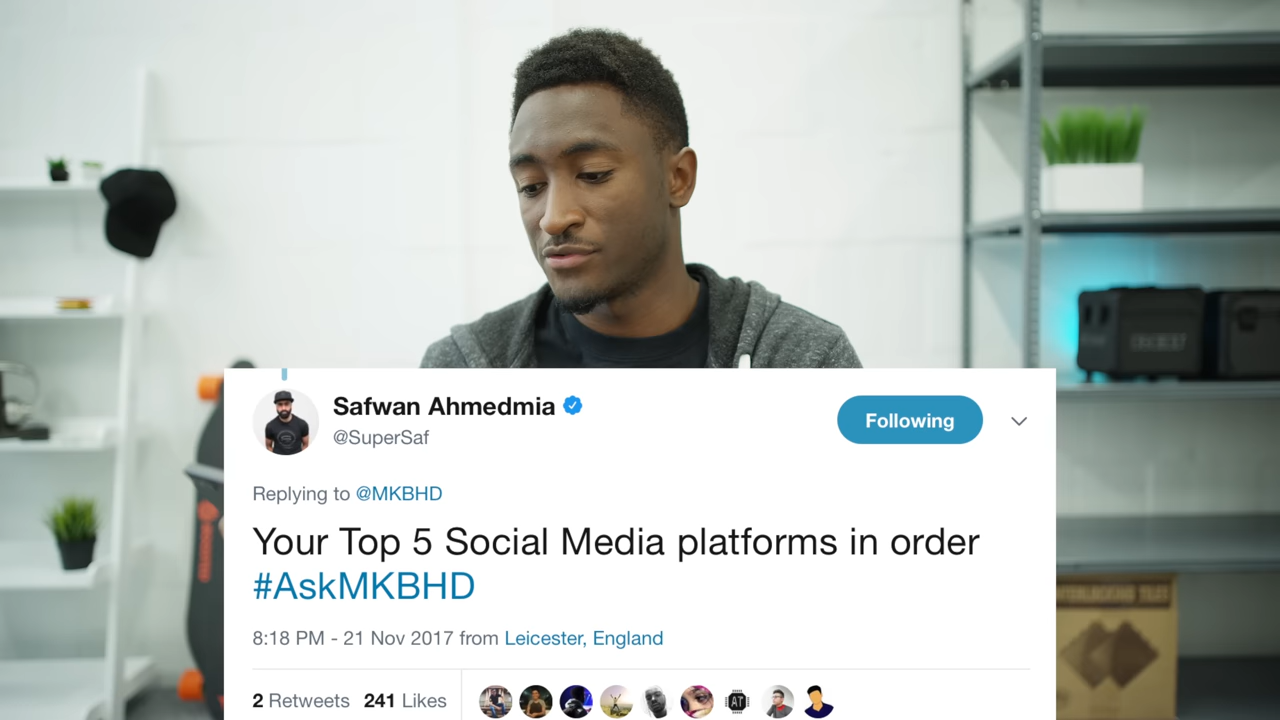 Safwan Ahmedmia
@SuperSaf
Following
Replying to @MKBHD
Your Top 5 Social Media platforms in order
#AskMKBHD
8:18 PM - 21 Nov 2017 from Leicester, England
2 Retweets 241 Likes
AT